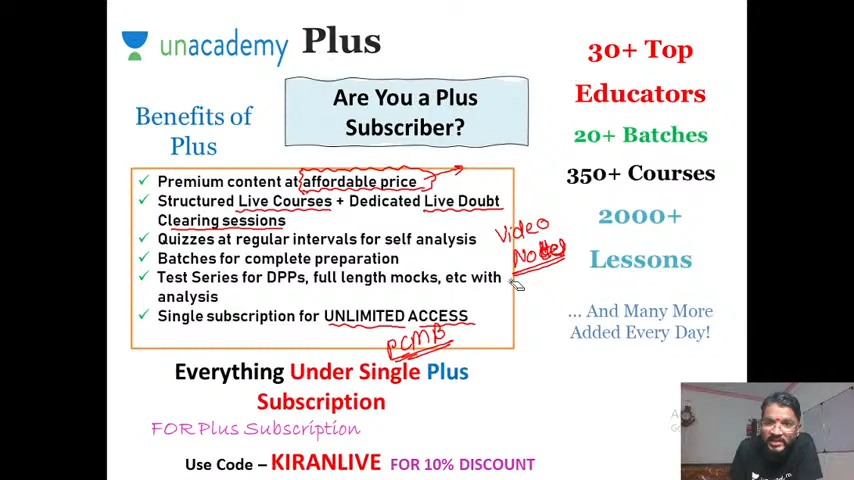 unacademy Plus
Are You a Plus
Subscriber?
Benefits of
Plus
Premium content at affordable price
Structured Live Courses + Dedicated Live Doubt
Clearing sessions
Quizzes at regular intervals for self analysis
Batches for complete preparation
Test Series for DPPs, full length mocks, etc with
analysis
Single subscription for UNLIMITED ACCESS
PCMB
Video
Notes
Everything Under Single Plus
Subscription
FOR Plus Subscription
Use Code – KIRANLIVE FOR 10% DISCOUNT
30+ Top
Educators
20+ Batches
350+ Courses
2000+
Lessons
... And Many More
Added Every Day!